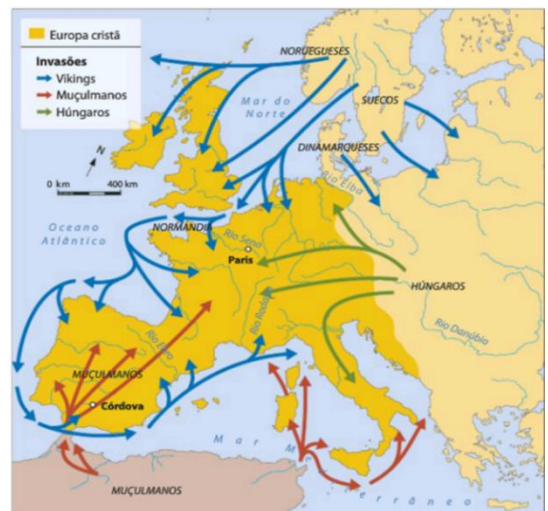 Europa cristã
Invasões
Vikings
Muçulmanos
Húngaros
N
0 km 400 km
NORUEGUESES
Mar do
Norte
SUECOS
DINAMARQUESES
Rio Elba
Oceano
Atlântico
NORMANDIA
Rio Sena
Paris
HÚNGAROS
Rio Ródano
Rio Danúbio
Rio Ebro
MUÇULMANOS
Córdova
Mar Mediterrâneo
MUÇULMANOS